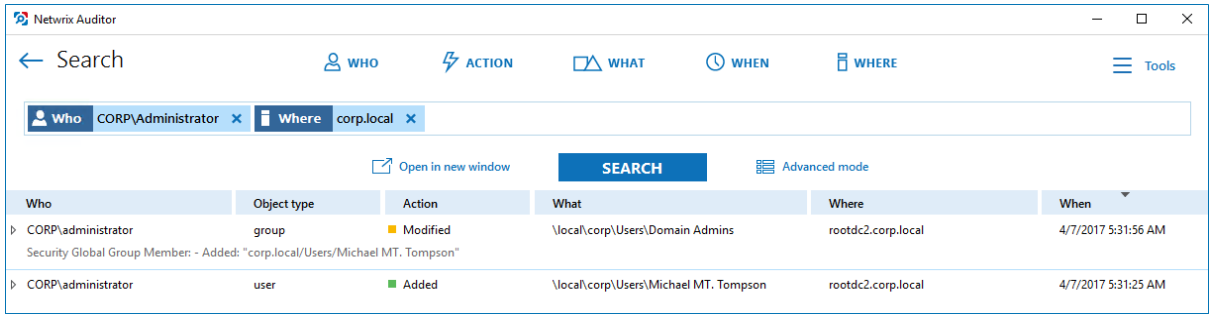 Netwrix Auditor
Search WHO ACTION WHAT WHEN WHERE Tools
Who CORP\Administrator Where corp.local
Open in new window SEARCH Advanced mode
Who Object type Action What Where When
CORP\administrator group Modified \local\corp\Users\Domain Admins rootdc2.corp.local 4/7/2017 5:31:56 AM
Security Global Group Member: - Added: "corp.local/Users/Michael MT. Tompson"
CORP\administrator user Added \local\corp\Users\Michael MT. Tompson rootdc2.corp.local 4/7/2017 5:31:25 AM